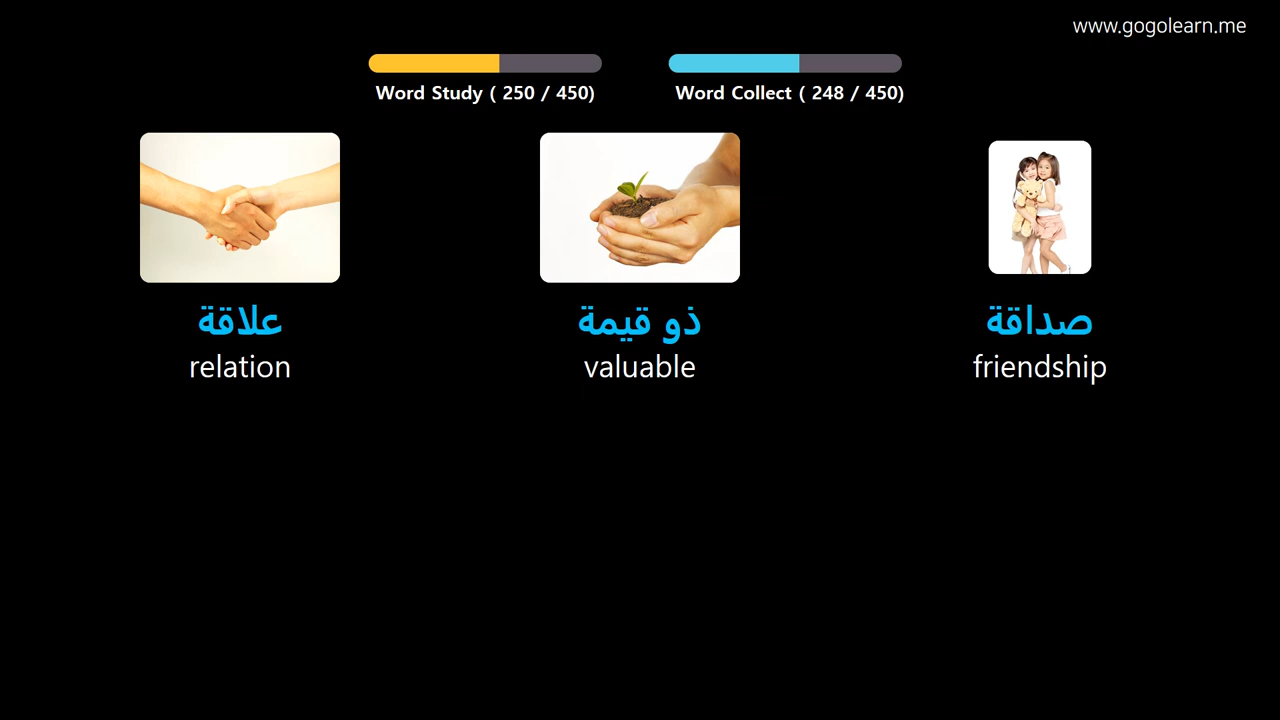 www.gogolearn.me
Word Study ( 250 / 450)
Word Collect ( 248 / 450)
علاقة
relation
ذو قيمة
valuable
صداقة
friendship